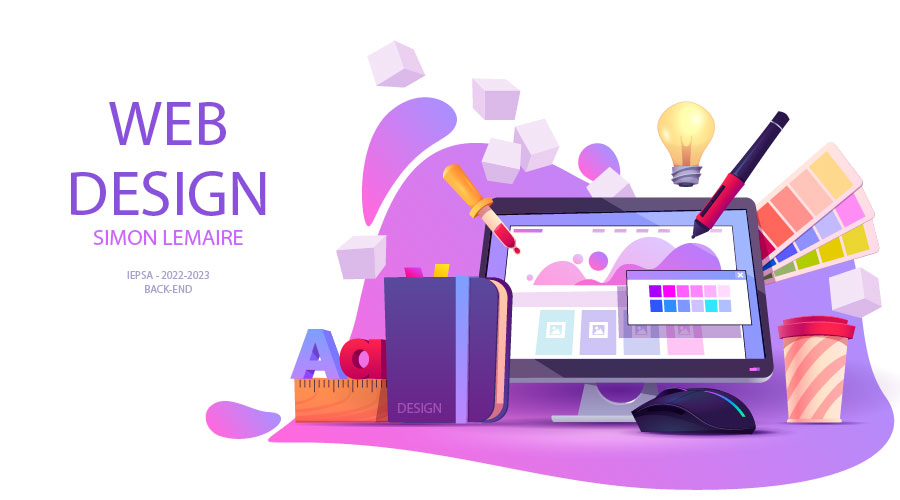 WEB
DESIGN
SIMON LEMAIRE
IEPSA - 2022-2023
BACK-END
Aa
DESIGN